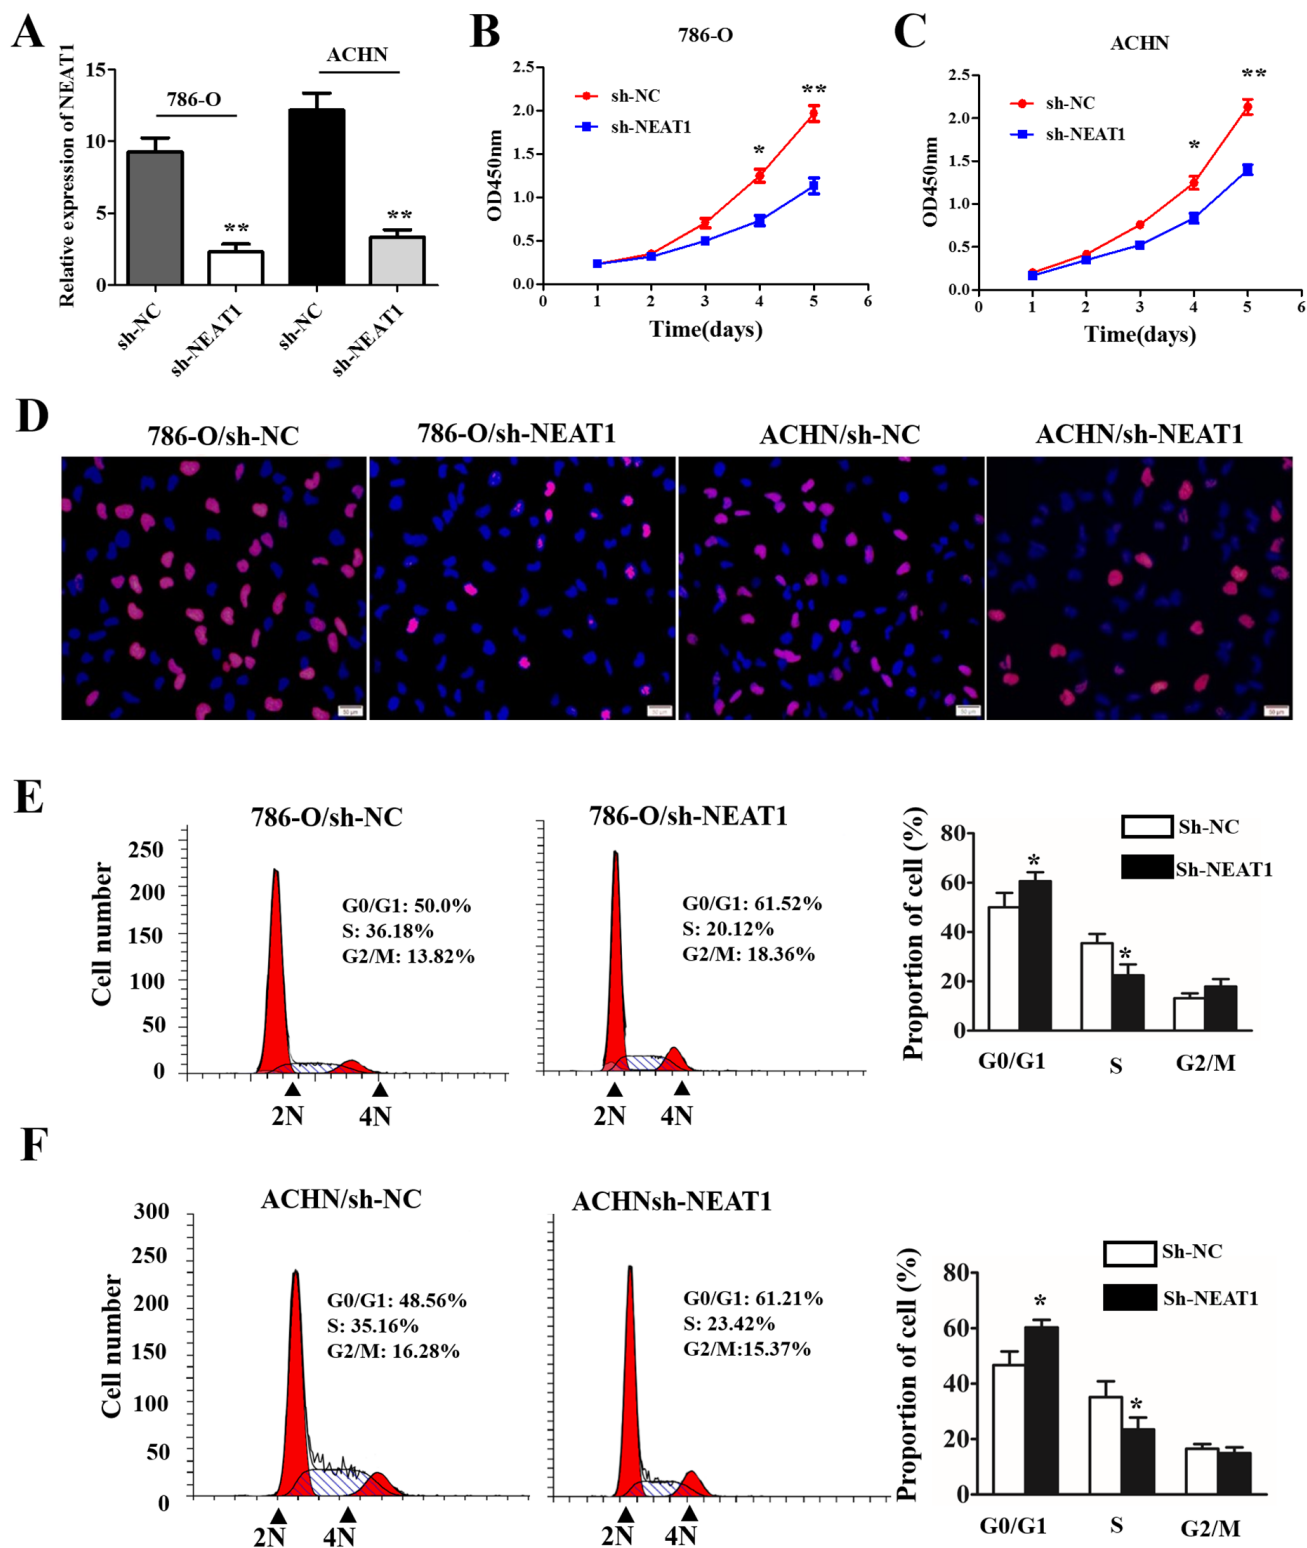 A
Relative expression of NEAT1
15
10
5
0
786-O
ACHN
**
**
sh-NC
sh-NEAT1
sh-NC
sh-NEAT1
B
786-O
OD450nm
2.5
2.0
1.5
1.0
0.5
0.0
sh-NC
sh-NEAT1
*
**
0 1 2 3 4 5 6
Time(days)
C
ACHN
OD450nm
2.5
2.0
1.5
1.0
0.5
0.0
sh-NC
sh-NEAT1
*
**
0 1 2 3 4 5 6
Time(days)
D
786-O/sh-NC
786-O/sh-NEAT1
ACHN/sh-NC
ACHN/sh-NEAT1
50 µm
50 µm
50 µm
50 µm
E
786-O/sh-NC
Cell number
250
200
150
100
50
0
G0/G1: 50.0%
S: 36.18%
G2/M: 13.82%
2N 4N
786-O/sh-NEAT1
G0/G1: 61.52%
S: 20.12%
G2/M: 18.36%
2N 4N
Proportion of cell (%)
80
60
40
20
0
Sh-NC
Sh-NEAT1
*
*
G0/G1 S G2/M
F
ACHN/sh-NC
Cell number
300
250
200
150
100
50
0
G0/G1: 48.56%
S: 35.16%
G2/M: 16.28%
2N 4N
ACHNsh-NEAT1
G0/G1: 61.21%
S: 23.42%
G2/M:15.37%
2N 4N
Proportion of cell (%)
80
60
40
20
0
Sh-NC
Sh-NEAT1
*
*
G0/G1 S G2/M